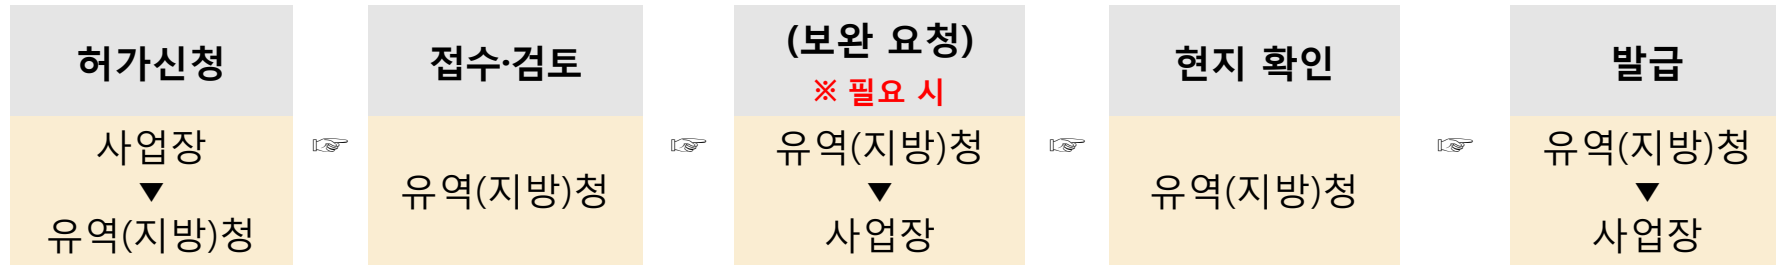 허가신청
사업장
▼
유역(지방)청
☞
접수·검토
유역(지방)청
☞
(보완 요청)
※ 필요 시
유역(지방)청
▼
사업장
☞
현지 확인
유역(지방)청
☞
발급
유역(지방)청
▼
사업장